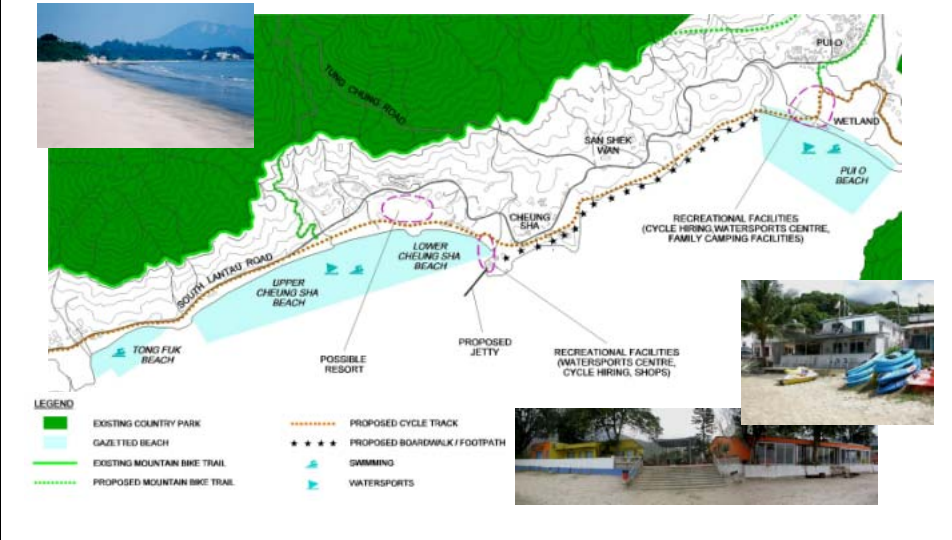 PUI O
TUNG CHUNG ROAD
WETLAND
SAN SHEK
WAN
PUI O
BEACH
CHEUNG
SHA
RECREATIONAL FACILITIES
(CYCLE HIRING,WATERSPORTS CENTRE,
FAMILY CAMPING FACILITIES)
LOWER
CHEUNG SHA
BEACH
SOUTH LANTAU ROAD
UPPER
CHEUNG SHA
BEACH
TONG FUK
BEACH
POSSIBLE
RESORT
PROPOSED
JETTY
RECREATIONAL FACILITIES
(WATERSPORTS CENTRE,
CYCLE HIRING, SHOPS)
LEGEND
EXISTING COUNTRY PARK
GAZETTED BEACH
EXISTING MOUNTAIN BIKE TRAIL
PROPOSED MOUNTAIN BIKE TRAIL
PROPOSED CYCLE TRACK
PROPOSED BOARDWALK / FOOTPATH
SWIMMING
WATERSPORTS